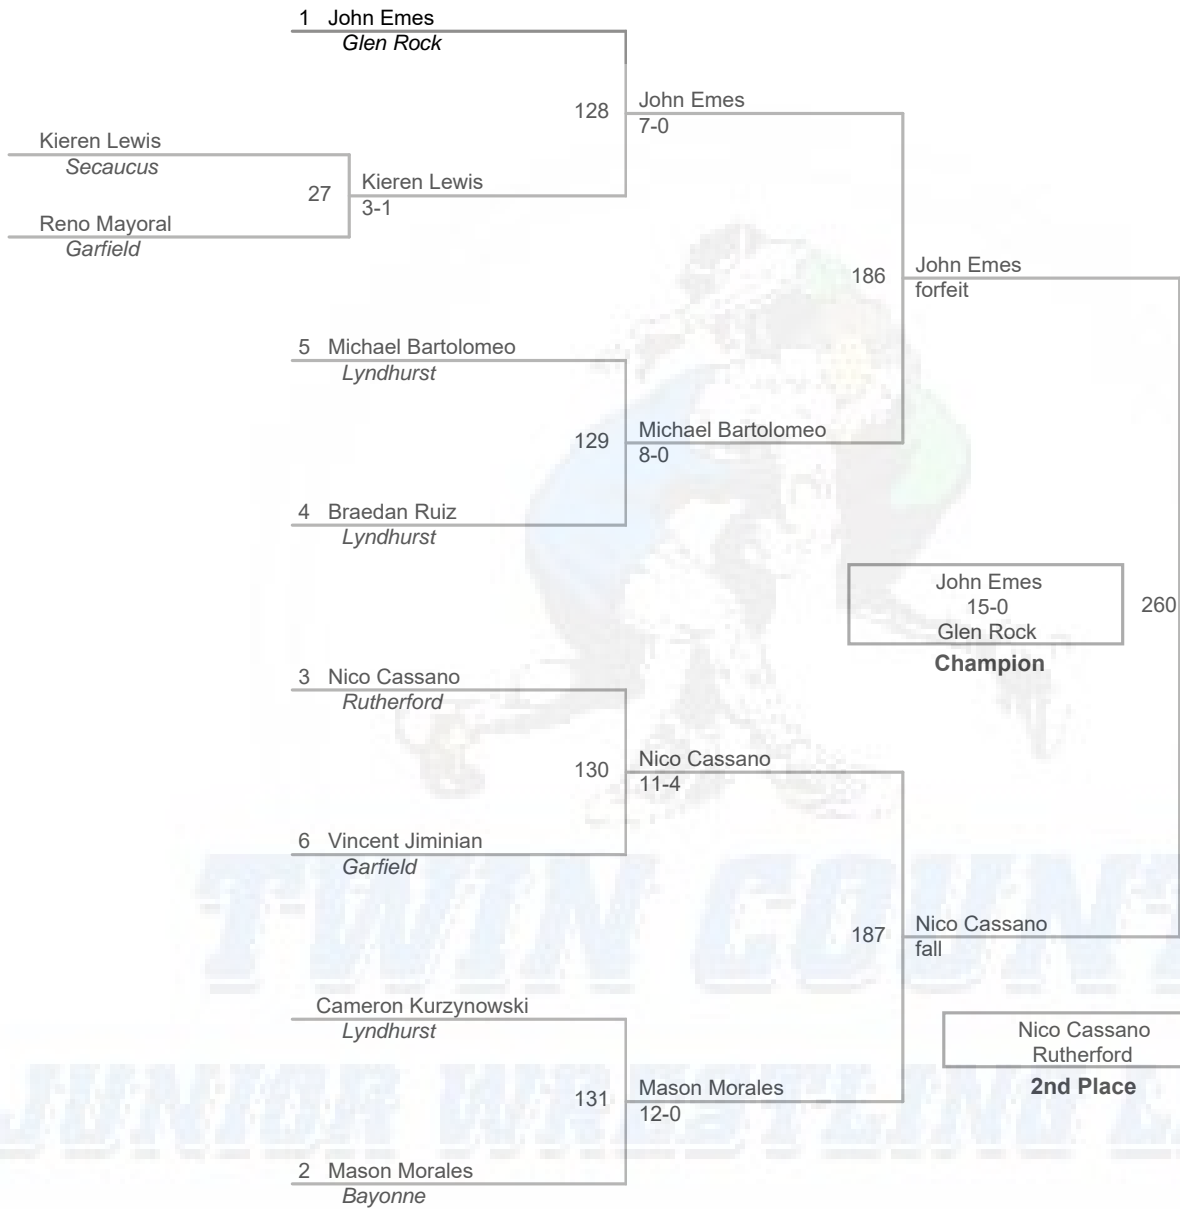 1 John Emes
Glen Rock
128 John Emes
7-0
Kieren Lewis
Secaucus
27 Kieren Lewis
3-1
Reno Mayoral
Garfield
186 John Emes
forfeit
5 Michael Bartolomeo
Lyndhurst
129 Michael Bartolomeo
8-0
4 Braedan Ruiz
Lyndhurst
John Emes
15-0
Glen Rock
260
Champion
3 Nico Cassano
Rutherford
130 Nico Cassano
11-4
6 Vincent Jiminian
Garfield
TWIN COUN
187 Nico Cassano
fall
Cameron Kurzynowski
Lyndhurst
Nico Cassano
Rutherford
2nd Place
JUNIOR WRESTLING
131 Mason Morales
12-0
2 Mason Morales
Bayonne